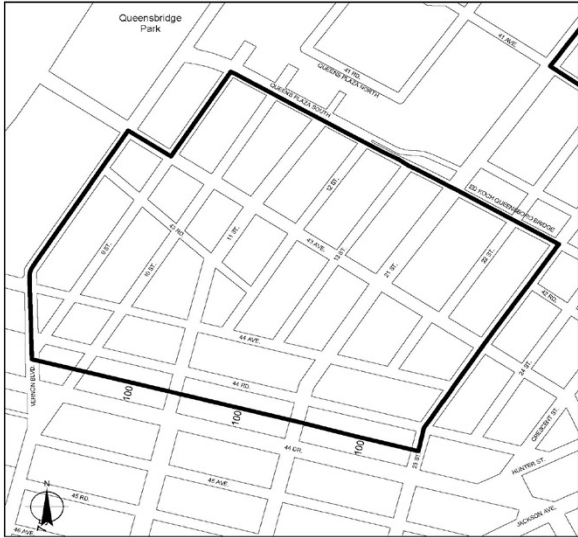 Queensbridge
Park
41 AVE.
41 RD.
QUEENS PLAZA NORTH
QUEENS PLAZA SOUTH
ED KOCH QUEENSBORO BRIDGE
12 ST.
11 ST.
43 RD.
43 AVE.
13 ST.
21 ST.
22 ST.
9 ST.
10 ST.
42 RD.
24 ST.
44 AVE.
44 RD.
VERNON BLVD.
100
100
100
44 DR.
23 ST.
CRESCENT ST.
HUNTER ST.
JACKSON AVE.
45 AVE.
45 RD.
46 AVE.
N